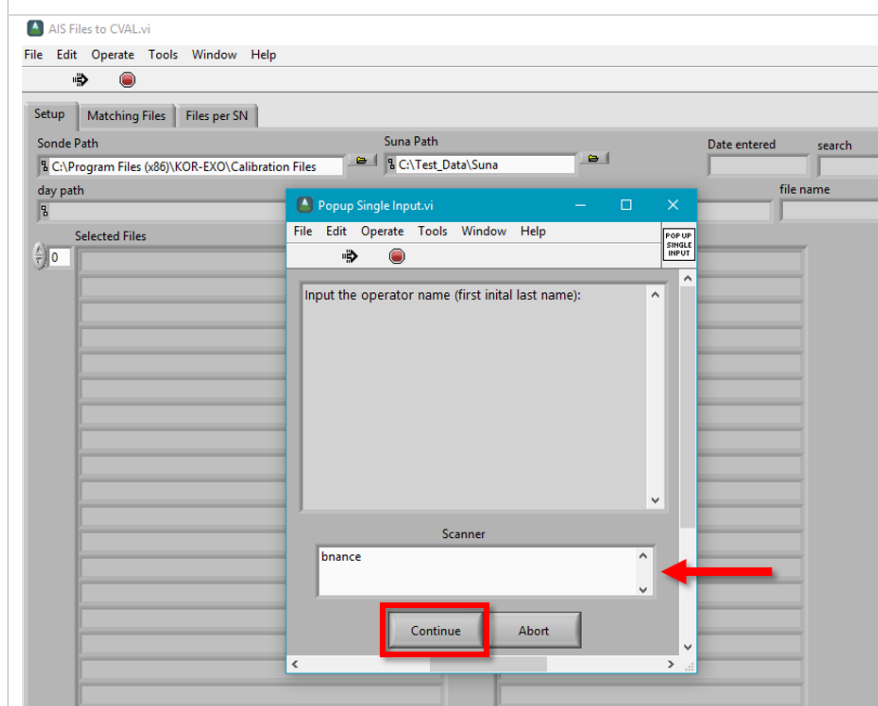 AIS Files to CVAL.vi
File Edit Operate Tools Window Help
Setup Matching Files Files per SN
Sonde Path Suna Path Date entered search
C:\Program Files (x86)\KOR-EXO\Calibration Files C:\Test_Data\Suna
day path file name
Selected Files
0
Popup Single Input.vi
File Edit Operate Tools Window Help
POP UP
SINGLE
INPUT
Input the operator name (first inital last name):
Scanner
bnance
Continue Abort